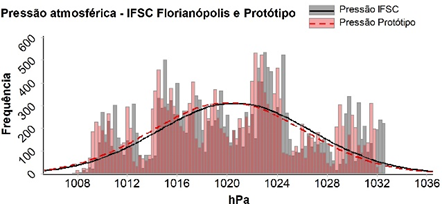 Pressão atmosférica - IFSC Florianópolis e Protótipo
Pressão IFSC
Pressão Protótipo
Frequência
600
500
400
300
200
100
0
1008 1012 1016 1020 1024 1028 1032 1036
hPa